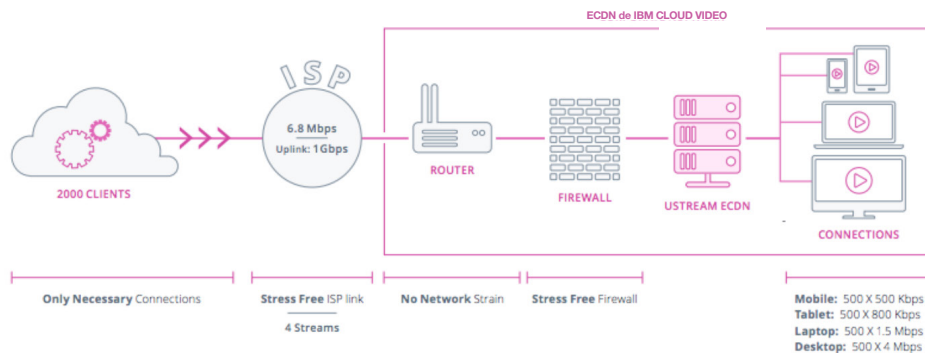 ECDN de IBM CLOUD VIDEO
ISP
6.8 Mbps
Uplink: 1Gbps
2000 CLIENTS
ROUTER
FIREWALL
USTREAM ECDN
CONNECTIONS
Only Necessary Connections
Stress Free ISP link
4 Streams
No Network Strain
Stress Free Firewall
Mobile: 500 X 500 Kbps
Tablet: 500 X 800 Kbps
Laptop: 500 X 1.5 Mbps
Desktop: 500 X 4 Mbps